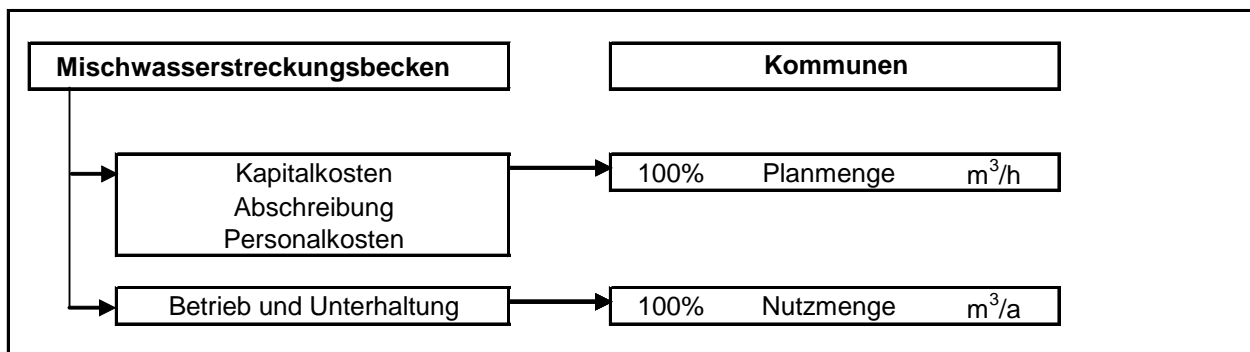 Mischwasserstreckungsbecken
Kommunen
Kapitalkosten
Abschreibung
Personalkosten
100% Planmenge m³/h
Betrieb und Unterhaltung
100% Nutzmenge m³/a